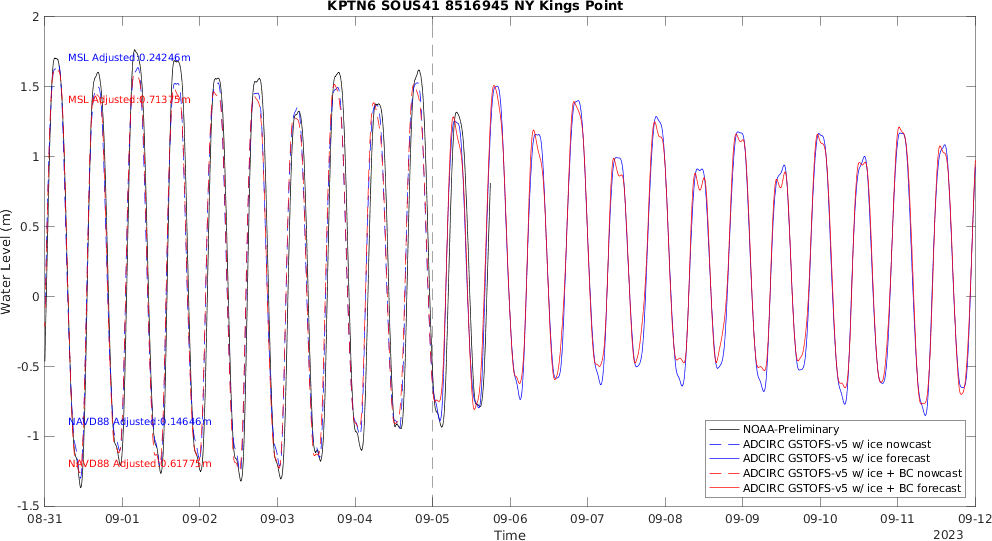 KPTN6 SOUS41 8516945 NY Kings Point
2
1.5
1
0.5
0
-0.5
-1
-1.5
Water Level (m)
MSL Adjusted:0.24246m
MSL Adjusted:0.71375m
NAVD88 Adjusted:0.14646m
NAVD88 Adjusted:0.61775m
NOAA-Preliminary
ADCIRC GSTOFS-v5 w/ ice nowcast
ADCIRC GSTOFS-v5 w/ ice forecast
ADCIRC GSTOFS-v5 w/ ice + BC nowcast
ADCIRC GSTOFS-v5 w/ ice + BC forecast
08-31 09-01 09-02 09-03 09-04 09-05 09-06 09-07 09-08 09-09 09-10 09-11 09-12
Time
2023